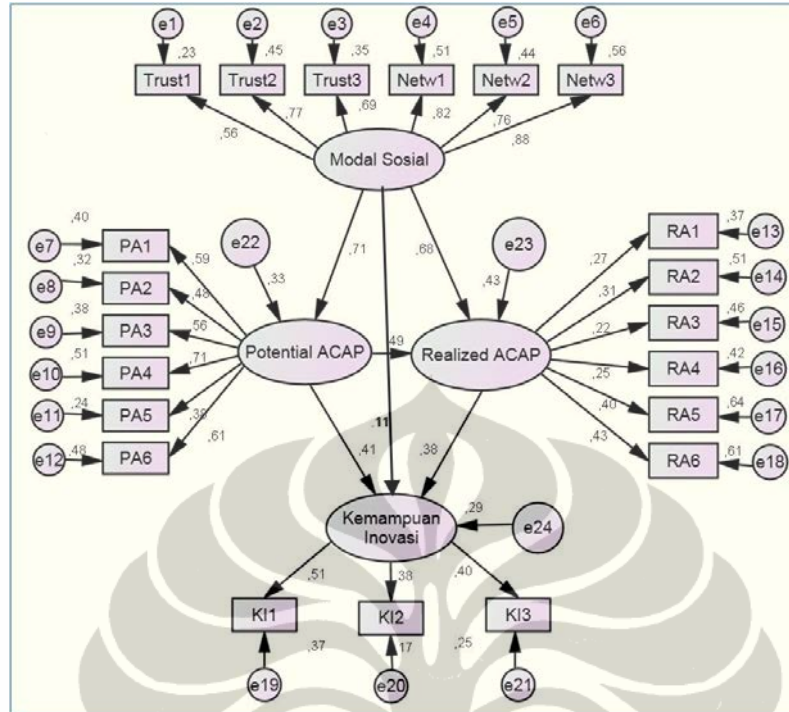 e1 e2 e3 e4 e5 e6
,23 ,45 ,35 ,51 ,44 ,56
Trust1 Trust2 Trust3 Netw1 Netw2 Netw3
,56 ,77 ,69 ,82 ,76 ,88
Modal Sosial
,71 ,68
e22 ,33
e23 ,43
e7 ,40 PA1 ,59
e8 ,32 PA2 ,48
e9 ,38 PA3 ,56
e10 ,51 PA4 ,71
e11 ,24 PA5 ,38
e12 ,48 PA6 ,61
Potential ACAP ,49 Realized ACAP
,27 RA1 ,37 e13
,31 RA2 ,51 e14
,22 RA3 ,46 e15
,25 RA4 ,42 e16
,40 RA5 ,64 e17
,43 RA6 ,61 e18
,41 ,11 ,38
Kemampuan
Inovasi
,29 e24
,51 ,38 ,40
KI1 KI2 KI3
,37 ,17 ,25
e19 e20 e21